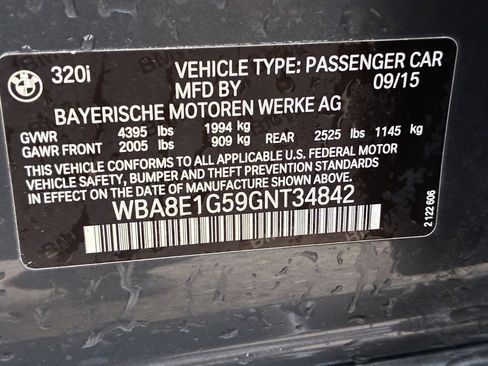 320i VEHICLE TYPE: PASSENGER CAR
MFD BY 09/15
BAYERISCHE MOTOREN WERKE AG
GVWR 4395 lbs 1994 kg
GAWR FRONT 2005 lbs 909 kg REAR 2525 lbs 1145 kg
THIS VEHICLE CONFORMS TO ALL APPLICABLE U.S. FEDERAL MOTOR
VEHICLE SAFETY, BUMPER AND THEFT PREVENTION STANDARDS
IN EFFECT ON THE DATE OF MANUFACTURE SHOWN ABOVE.
WBA8E1G59GNT34842
2 122 606